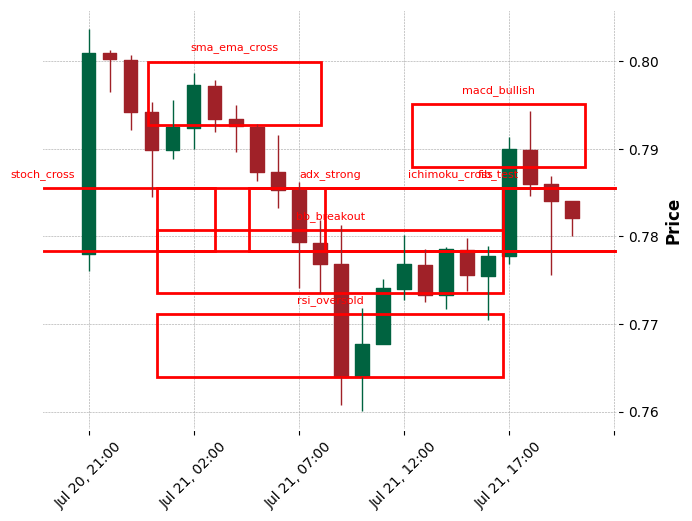 sma_ema_cross
0.80
macd_bullish
0.79
stoch_cross
adx_strong
ichimoku_cross
bb_breakout
0.78
Price
rsi_oversold
0.77
0.76
Jul 20, 21:00
Jul 21, 02:00
Jul 21, 07:00
Jul 21, 12:00
Jul 21, 17:00